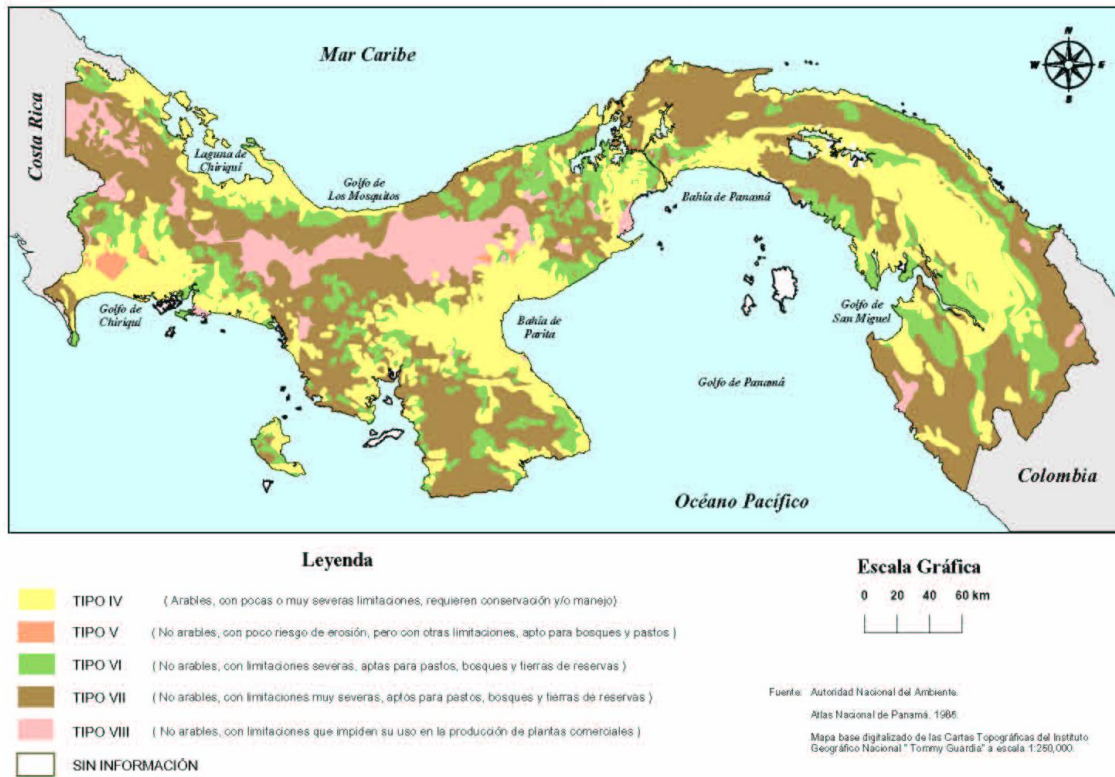 Mar Caribe
N
W E
S
Costa Rica
Laguna de
Chiriquí
Golfo de
Los Mosquitos
Bahía de Panamá
Golfo de
Chiriquí
Bahía de
Parita
Golfo de
San Miguel
Golfo de Panamá
Colombia
Océano Pacífico
Leyenda
TIPO IV ( Arables, con pocas o muy severas limitaciones, requieren conservación y/o manejo)
TIPO V ( No arables, con poco riesgo de erosión, pero con otras limitaciones, apto para bosques y pastos )
TIPO VI ( No arables, con limitaciones severas, aptas para pastos, bosques y tierras de reservas )
TIPO VII ( No arables, con limitaciones muy severas, aptos para pastos, bosques y tierras de reservas )
TIPO VIII ( No arables, con limitaciones que impiden su uso en la producción de plantas comerciales )
SIN INFORMACIÓN
Escala Gráfica
0 20 40 60 km
Fuente: Autoridad Nacional del Ambiente.
Atlas Nacional de Panamá, 1986.
Mapa base digitalizado de las Cartas Topográficas del Instituto
Geográfico Nacional " Tommy Guardia" a escala 1:250,000.